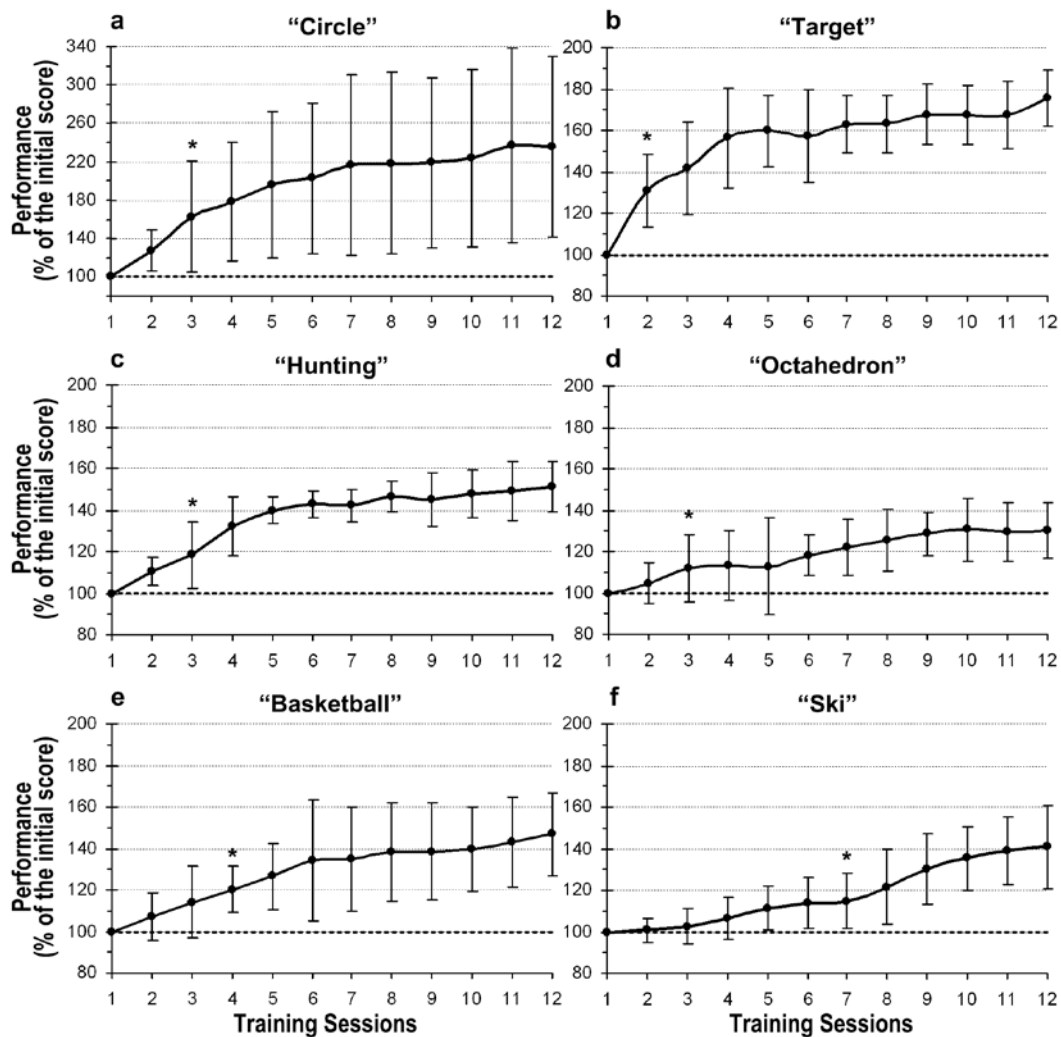 a "Circle"
340
300
260
220
180
140
100
*
1 2 3 4 5 6 7 8 9 10 11 12
Performance
(% of the initial score)
b "Target"
200
180
160
140
120
100
80
*
1 2 3 4 5 6 7 8 9 10 11 12
c "Hunting"
200
180
160
140
120
100
80
*
1 2 3 4 5 6 7 8 9 10 11 12
Performance
(% of the initial score)
d "Octahedron"
200
180
160
140
120
100
80
*
1 2 3 4 5 6 7 8 9 10 11 12
e "Basketball"
200
180
160
140
120
100
80
*
1 2 3 4 5 6 7 8 9 10 11 12
Performance
(% of the initial score)
Training Sessions
f "Ski"
200
180
160
140
120
100
80
*
1 2 3 4 5 6 7 8 9 10 11 12
Training Sessions